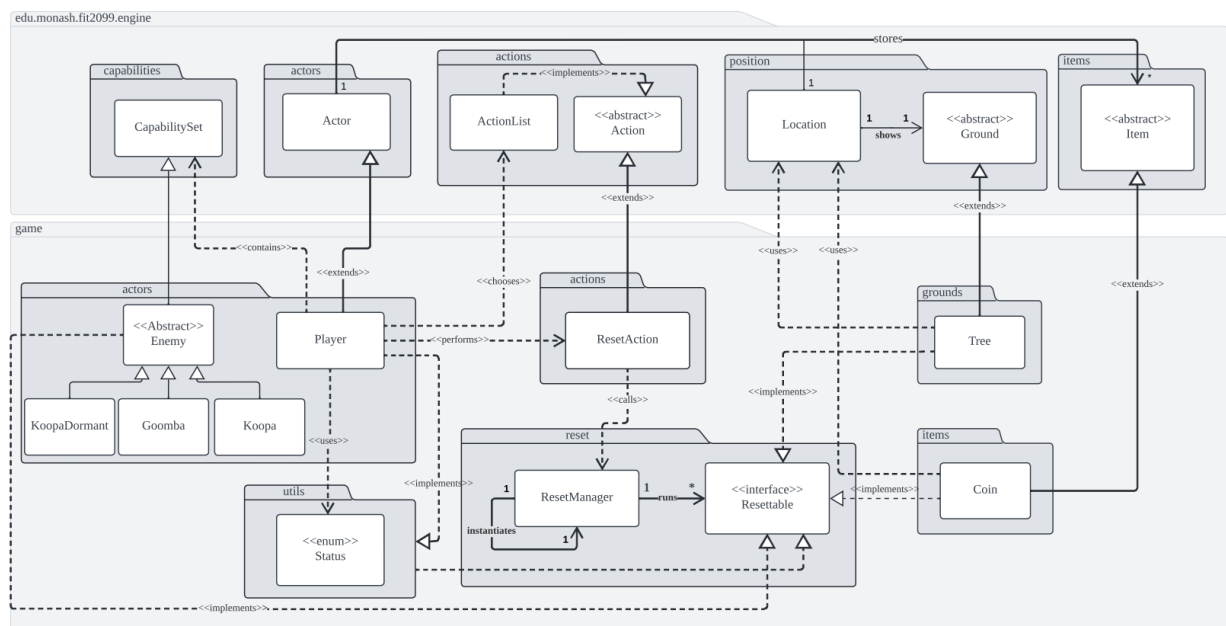 edu.monash.fit2099.engine
stores
capabilities
actors
actions
position
items
<<implements>>
1
1
*
CapabilitySet
Actor
ActionList
<<abstract>>
Action
Location
1
1
shows
<<abstract>>
Ground
<<abstract>>
Item
<<extends>>
<<extends>>
game
<<contains>>
<<uses>>
<<uses>>
<<extends>>
<<chooses>>
<<extends>>
actors
actions
grounds
<<Abstract>>
Enemy
Player
<<performs>>
ResetAction
Tree
<<implements>>
<<calls>>
KoopaDormant
Goomba
Koopa
<<uses>>
reset
items
<<implements>>
utils
1
ResetManager
1
runs
*
<<interface>>
Resettable
<<implements>>
Coin
instantiates
1
<<enum>>
Status
<<implements>>